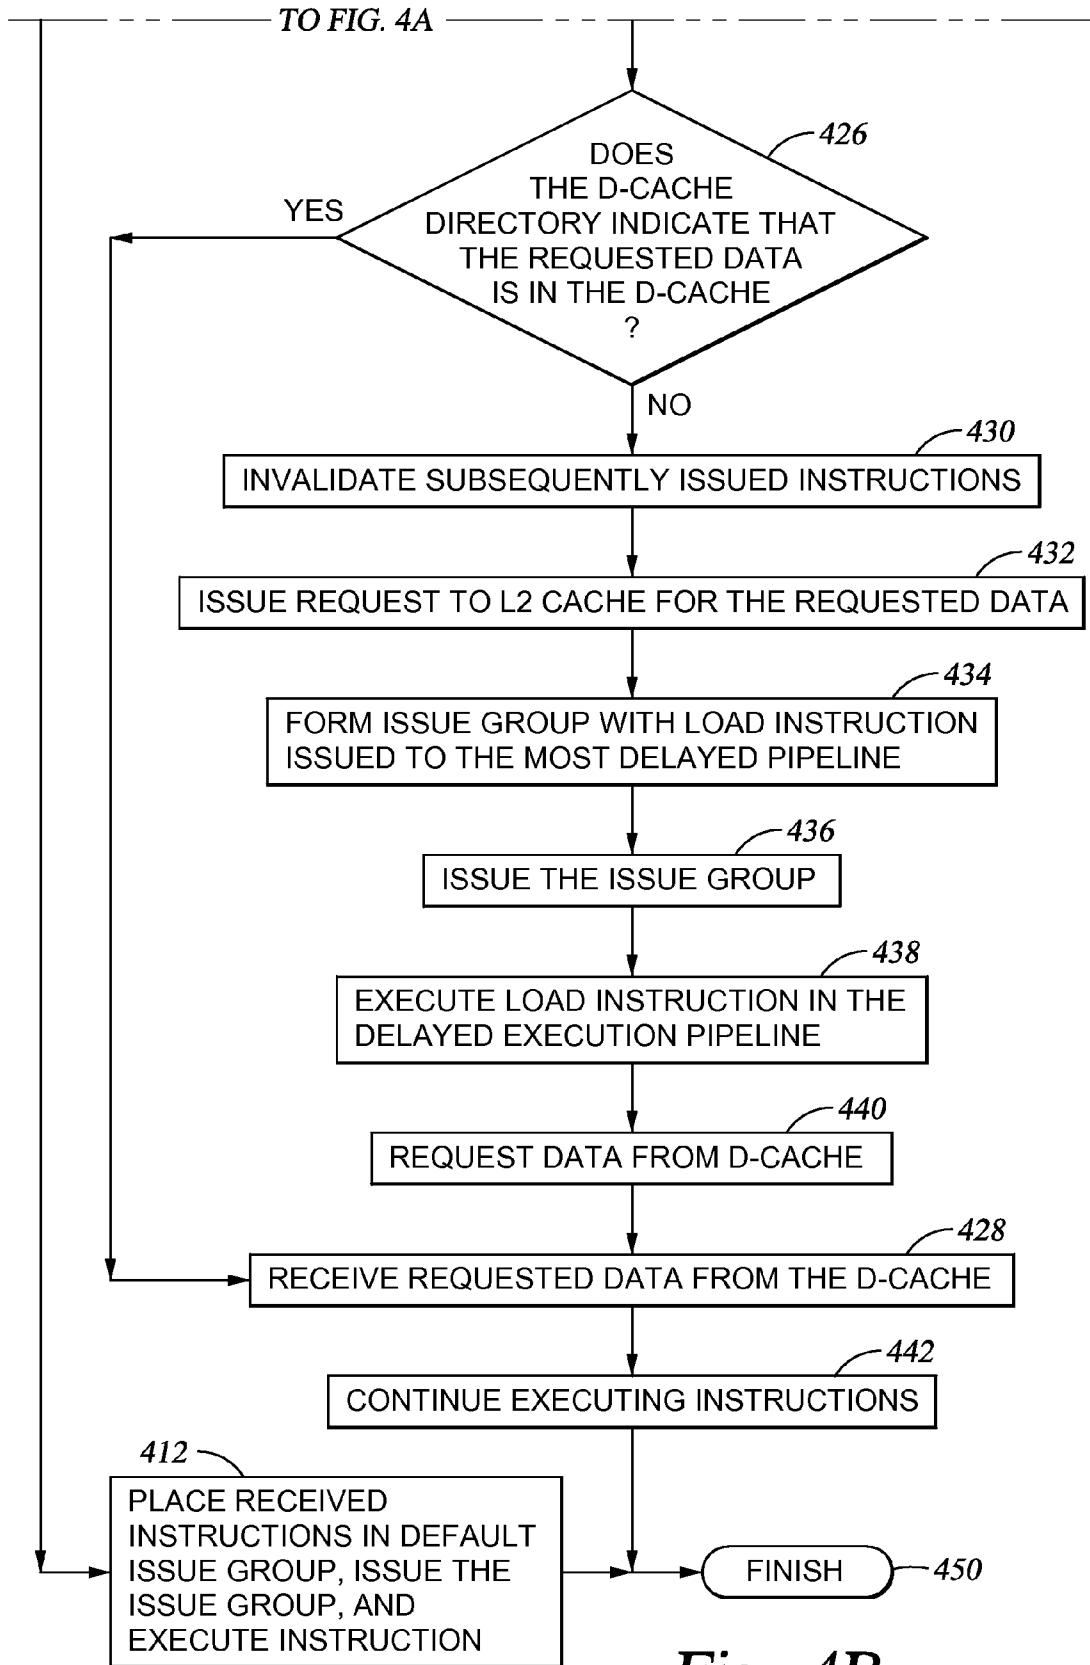 TO FIG. 4A
426
DOES
THE D-CACHE
DIRECTORY INDICATE THAT
THE REQUESTED DATA
IS IN THE D-CACHE
?
YES
NO
430
INVALIDATE SUBSEQUENTLY ISSUED INSTRUCTIONS
432
ISSUE REQUEST TO L2 CACHE FOR THE REQUESTED DATA
434
FORM ISSUE GROUP WITH LOAD INSTRUCTION
ISSUED TO THE MOST DELAYED PIPELINE
436
ISSUE THE ISSUE GROUP
438
EXECUTE LOAD INSTRUCTION IN THE
DELAYED EXECUTION PIPELINE
440
REQUEST DATA FROM D-CACHE
428
RECEIVE REQUESTED DATA FROM THE D-CACHE
442
CONTINUE EXECUTING INSTRUCTIONS
412
PLACE RECEIVED
INSTRUCTIONS IN DEFAULT
ISSUE GROUP, ISSUE THE
ISSUE GROUP, AND
EXECUTE INSTRUCTION
FINISH
450
Fig. 4B